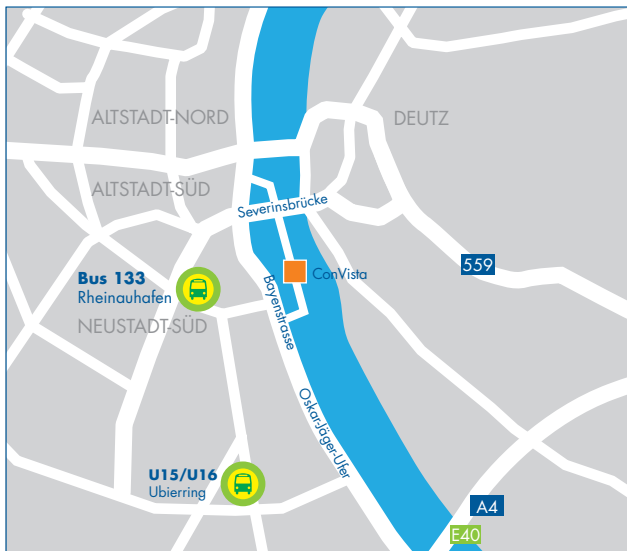 ALTSTADT-NORD
DEUTZ
ALTSTADT-SÜD
Severinsbrücke
559
Bus 133
Rheinauhafen
ConVista
Bayenstrasse
NEUSTADT-SÜD
Oskar-Jäger-Ufer
U15/U16
Ubierring
A4
E40